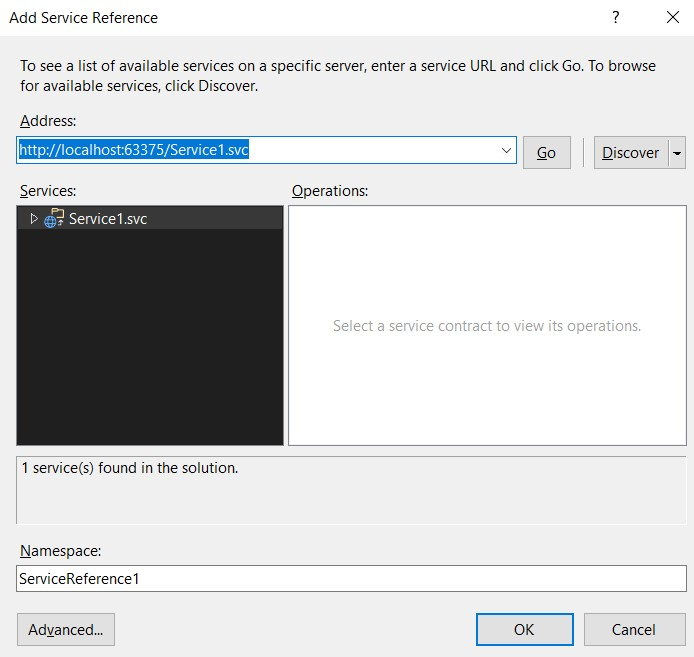 Add Service Reference
?
To see a list of available services on a specific server, enter a service URL and click Go. To browse
for available services, click Discover.
Address:
http://localhost:63375/Service1.svc
Go
Discover
Services:
Operations:
Service1.svc
Select a service contract to view its operations.
1 service(s) found in the solution.
Namespace:
ServiceReference1
Advanced...
OK
Cancel